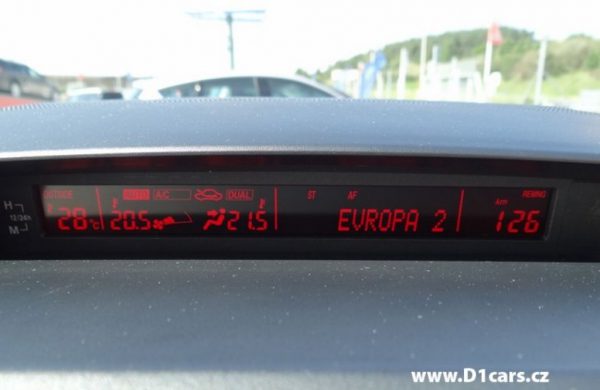 OUTSIDE AUTO A/C DUAL ST AF REMNG
H 12/24h M
28°C 20.5 21.5 EVROPA 2 km 126
www.D1cars.cz